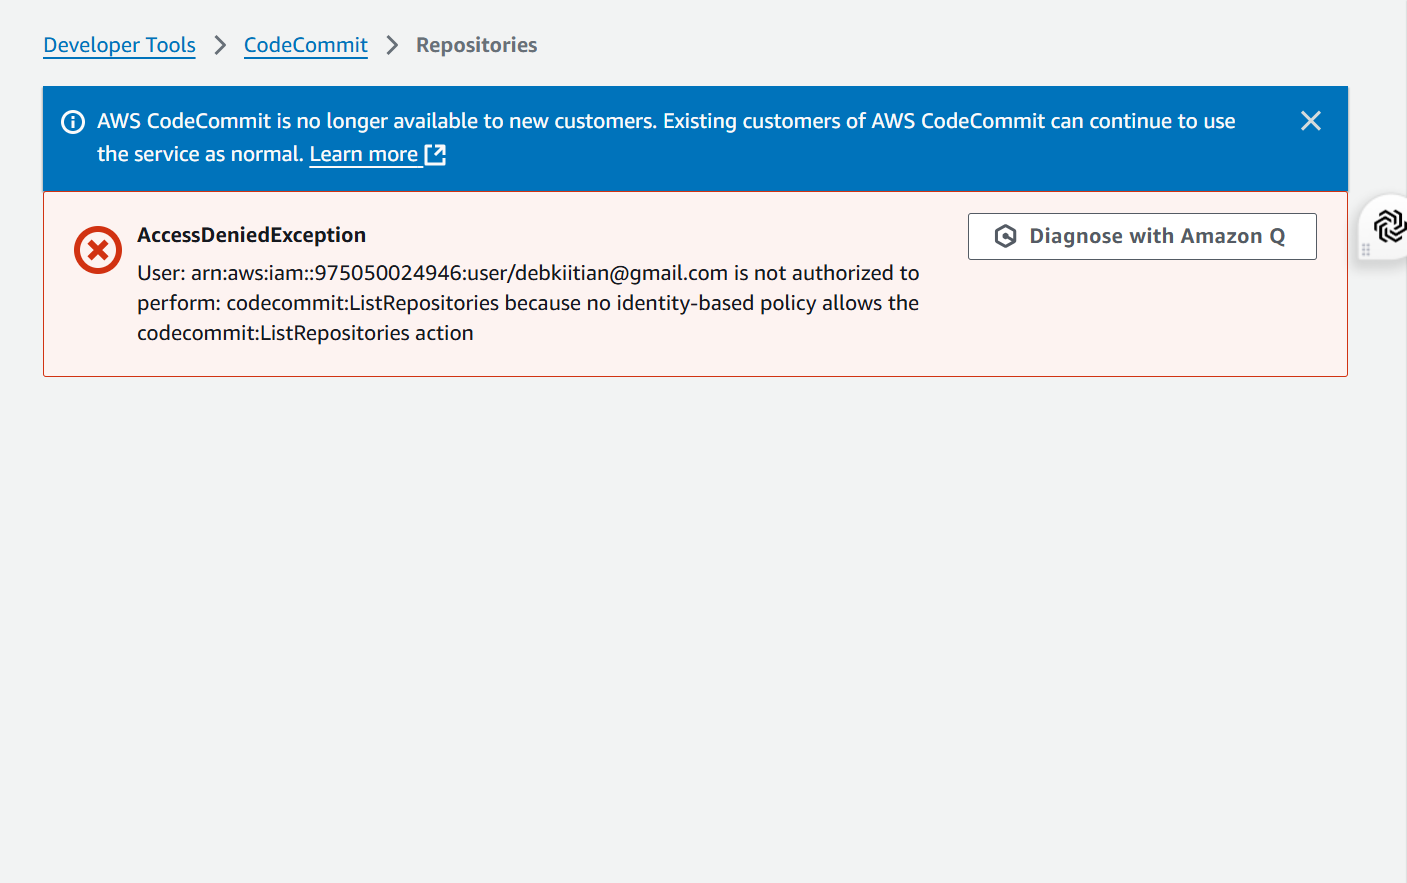 Developer Tools > CodeCommit > Repositories
AWS CodeCommit is no longer available to new customers. Existing customers of AWS CodeCommit can continue to use
the service as normal. Learn more
AccessDeniedException
Diagnose with Amazon Q
User: arn:aws:iam::975050024946:user/debkiitian@gmail.com is not authorized to
perform: codecommit:ListRepositories because no identity-based policy allows the
codecommit:ListRepositories action